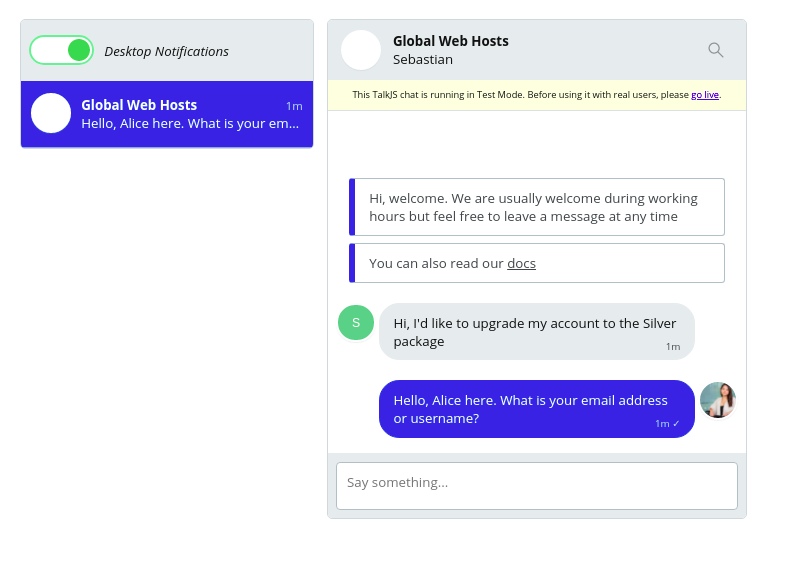 Desktop Notifications
Global Web Hosts
1m
Hello, Alice here. What is your em...
Global Web Hosts
Sebastian
This TalkJS chat is running in Test Mode. Before using it with real users, please go live.
Hi, welcome. We are usually welcome during working
hours but feel free to leave a message at any time
You can also read our docs
S
Hi, I'd like to upgrade my account to the Silver
package
1m
Hello, Alice here. What is your email address
or username?
1m ✓
Say something...